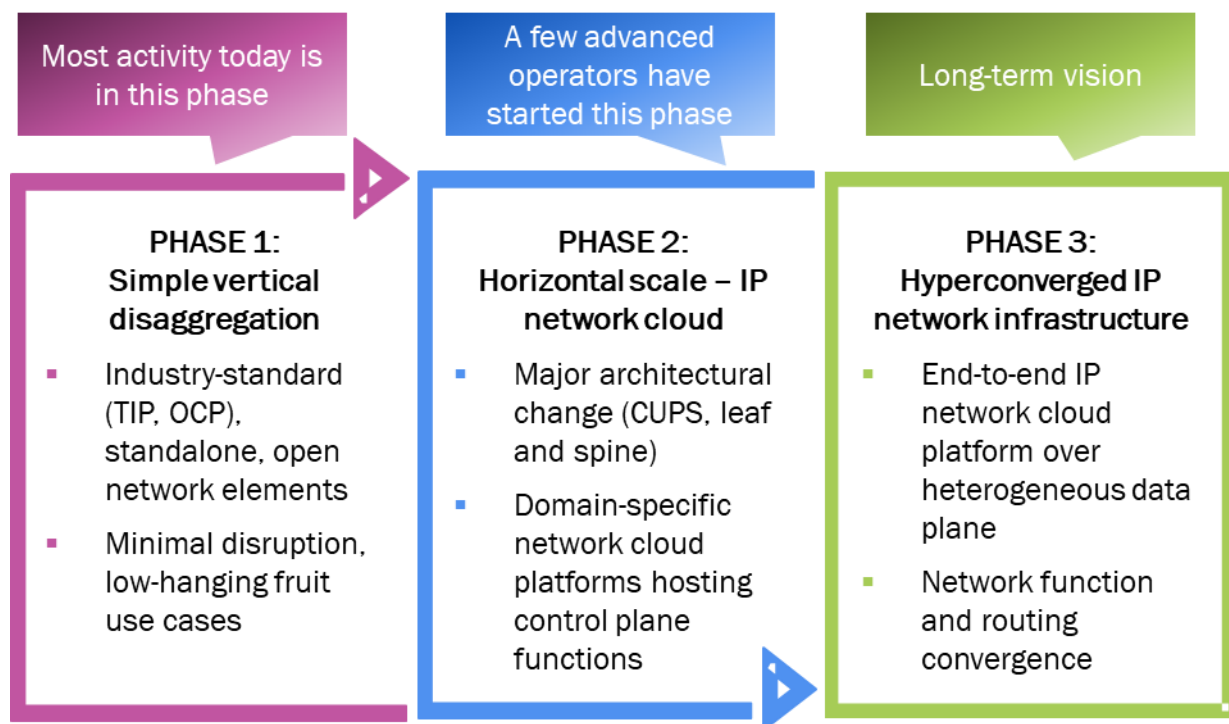 Most activity today is
in this phase
A few advanced
operators have
started this phase
Long-term vision
PHASE 1:
Simple vertical
disaggregation
▪ Industry-standard
(TIP, OCP),
standalone, open
network elements
▪ Minimal disruption,
low-hanging fruit
use cases
PHASE 2:
Horizontal scale – IP
network cloud
▪ Major architectural
change (CUPS, leaf
and spine)
▪ Domain-specific
network cloud
platforms hosting
control plane
functions
PHASE 3:
Hyperconverged IP
network infrastructure
▪ End-to-end IP
network cloud
platform over
heterogeneous data
plane
▪ Network function
and routing
convergence